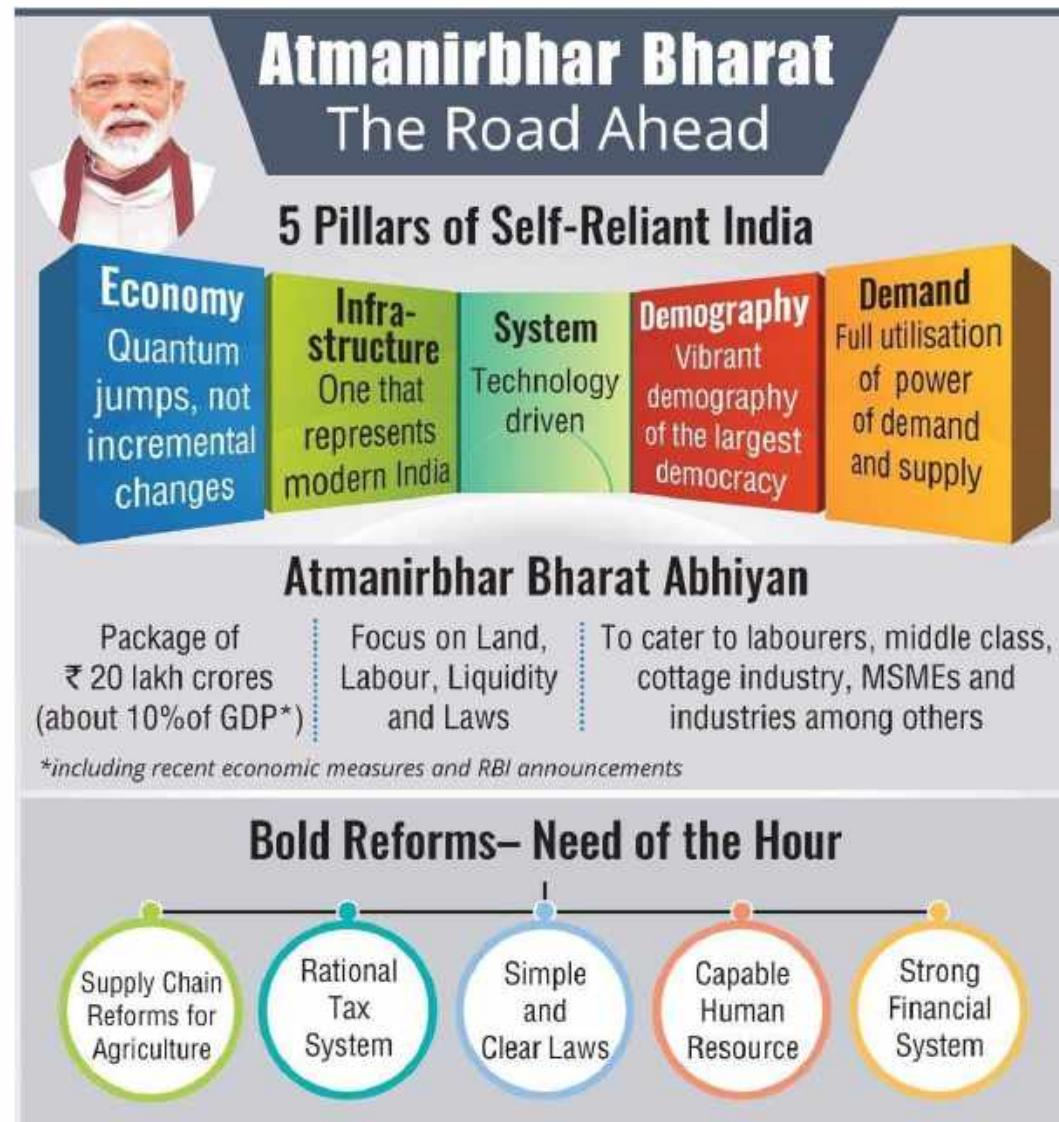 Atmanirbhar Bharat
The Road Ahead
5 Pillars of Self-Reliant India
Economy
Quantum
jumps, not
incremental
changes
Infra-
structure
One that
represents
modern India
System
Technology
driven
Demography
Vibrant
demography
of the largest
democracy
Demand
Full utilisation
of power
of demand
and supply
Atmanirbhar Bharat Abhiyan
Package of
₹ 20 lakh crores
(about 10%of GDP*)
Focus on Land,
Labour, Liquidity
and Laws
To cater to labourers, middle class,
cottage industry, MSMEs and
industries among others
*including recent economic measures and RBI announcements
Bold Reforms– Need of the Hour
Supply Chain
Reforms for
Agriculture
Rational
Tax
System
Simple
and
Clear Laws
Capable
Human
Resource
Strong
Financial
System